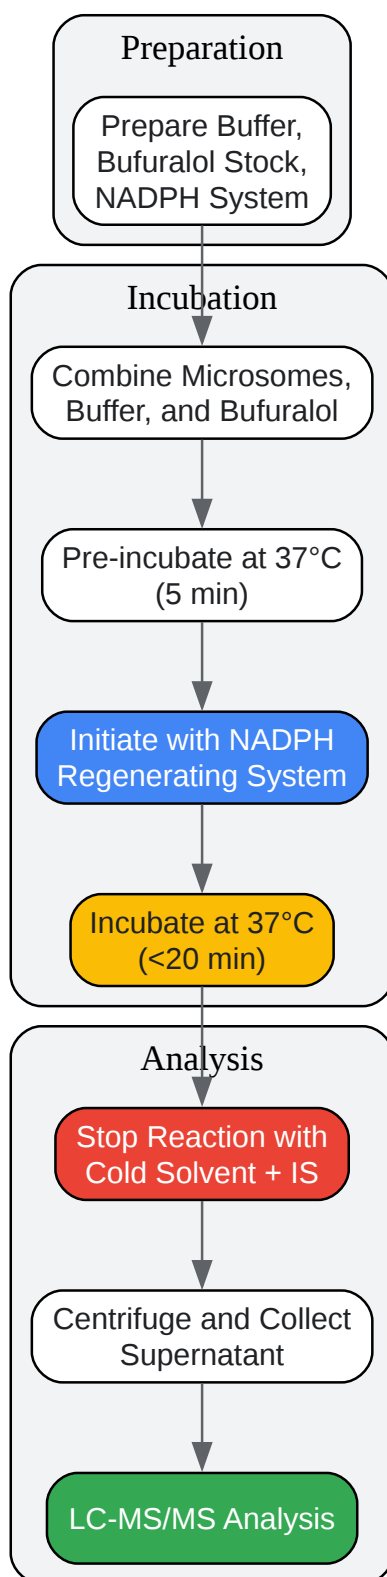 Preparation
Prepare Buffer,
Bufuralol Stock,
NADPH System
Incubation
Combine Microsomes,
Buffer, and Bufuralol
Pre-incubate at 37°C
(5 min)
Initiate with NADPH
Regenerating System
Incubate at 37°C
(<20 min)
Analysis
Stop Reaction with
Cold Solvent + IS
Centrifuge and Collect
Supernatant
LC-MS/MS Analysis